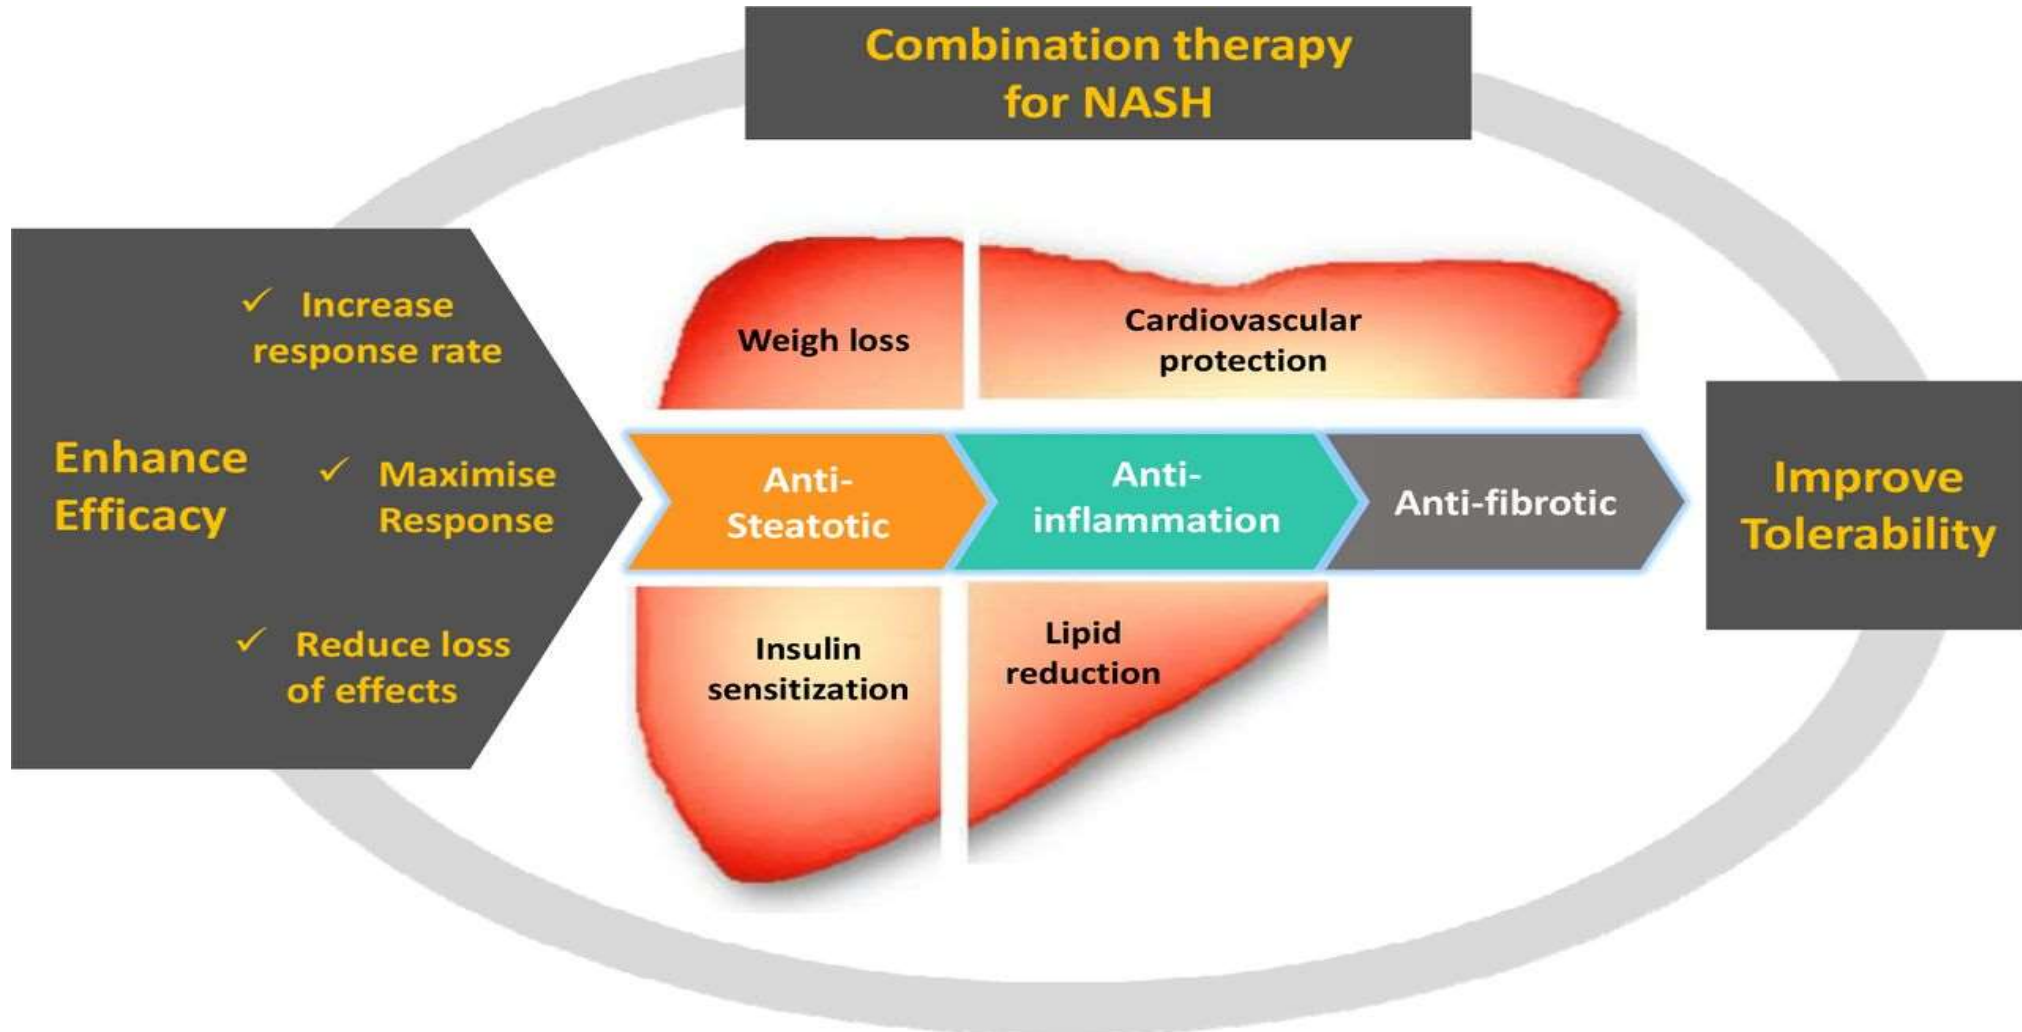 Combination therapy
for NASH
✓ Increase
response rate
Enhance
Efficacy
✓ Maximise
Response
✓ Reduce loss
of effects
Weigh loss
Cardiovascular
protection
Anti-
Steatotic
Anti-
inflammation
Anti-fibrotic
Insulin
sensitization
Lipid
reduction
Improve
Tolerability